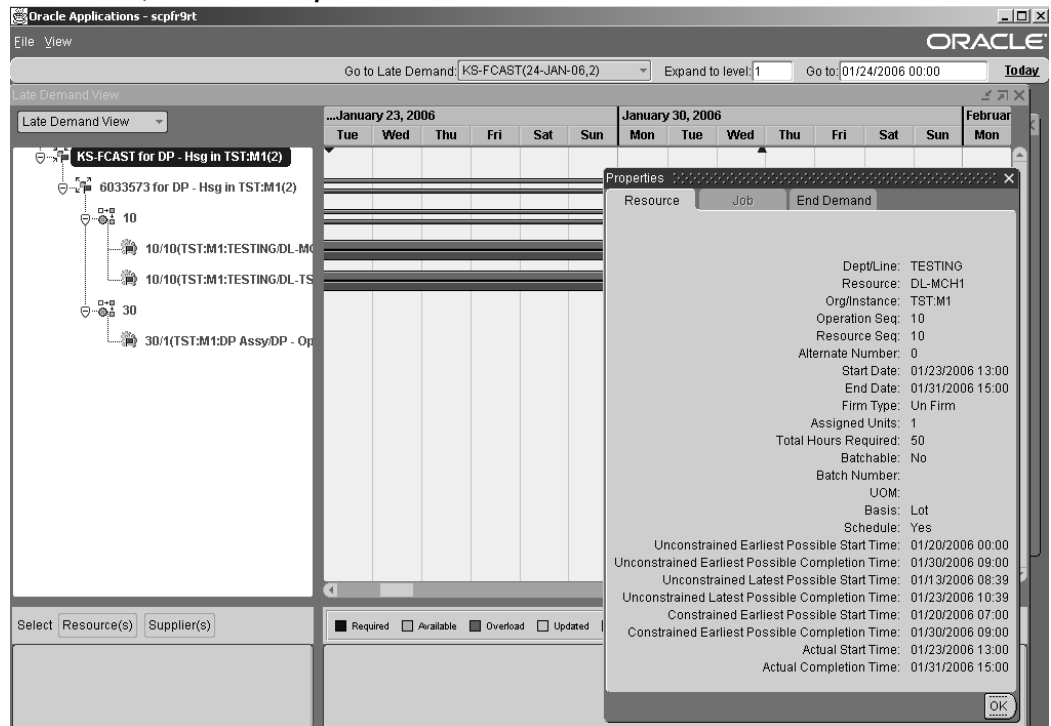 Oracle Applications - scpfr9rt
File View
ORACLE
Go to Late Demand: KS-FCAST(24-JAN-06,2) Expand to level: 1 Go to: 01/24/2006 00:00 Today
Late Demand View
Late Demand View
...January 23, 2006 January 30, 2006 Februar
Tue Wed Thu Fri Sat Sun Mon Tue Wed Thu Fri Sat Sun Mon
KS-FCAST for DP - Hsg in TST:M1(2)
6033573 for DP - Hsg in TST:M1(2)
10
10/10(TST:M1:TESTING/DL-MC
10/10(TST:M1:TESTING/DL-TS
30
30/1(TST:M1:DP Assy/DP - Op
Properties
Resource Job End Demand
Dept/Line: TESTING
Resource: DL-MCH1
Org/Instance: TST:M1
Operation Seq: 10
Resource Seq: 10
Alternate Number: 0
Start Date: 01/23/2006 13:00
End Date: 01/31/2006 15:00
Firm Type: Un Firm
Assigned Units: 1
Total Hours Required: 50
Batchable: No
Batch Number:
UOM:
Basis: Lot
Schedule: Yes
Unconstrained Earliest Possible Start Time: 01/20/2006 00:00
Unconstrained Earliest Possible Completion Time: 01/30/2006 09:00
Unconstrained Latest Possible Start Time: 01/13/2006 08:39
Unconstrained Latest Possible Completion Time: 01/23/2006 10:39
Constrained Earliest Possible Start Time: 01/20/2006 07:00
Constrained Earliest Possible Completion Time: 01/30/2006 09:00
Actual Start Time: 01/23/2006 13:00
Actual Completion Time: 01/31/2006 15:00
OK
Select Resource(s) Supplier(s)
Required Available Overload Updated